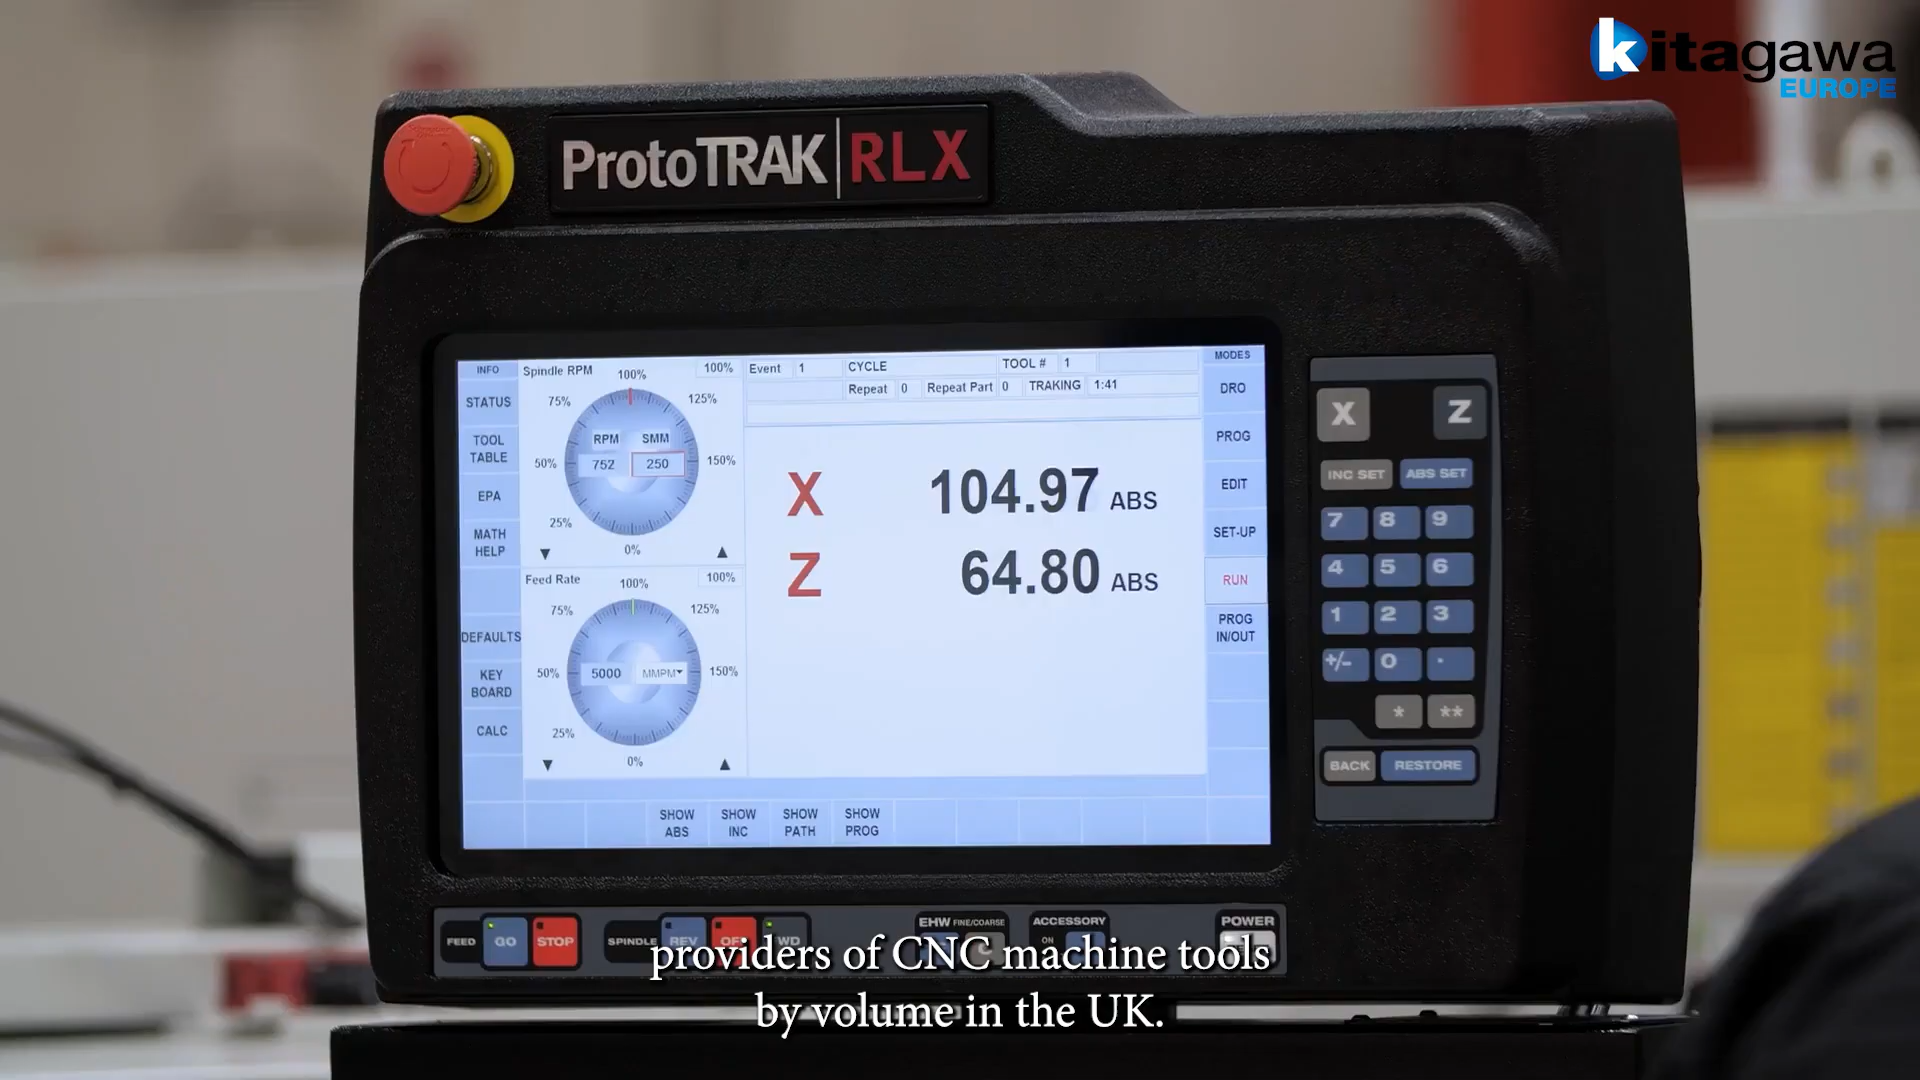 kitagawa
EUROPE
ProtoTRAK RLX
INFO
STATUS
TOOL
TABLE
EPA
MATH
HELP
DEFAULTS
KEY
BOARD
CALC
Spindle RPM 100%
100%
75% 125%
RPM SMM
50% 752 250 150%
25%
0%
Feed Rate 100%
100%
75% 125%
50% 5000 MMPM 150%
25%
0%
Event 1 CYCLE TOOL # 1
Repeat 0 Repeat Part 0 TRAKING 1:41
X 104.97 ABS
Z 64.80 ABS
MODES
DRO
PROG
EDIT
SET-UP
RUN
PROG
IN/OUT
SHOW
ABS
SHOW
INC
SHOW
PATH
SHOW
PROG
X Z
INC SET ABS SET
7 8 9
4 5 6
1 2 3
+/- 0 .
* **
BACK RESTORE
FEED GO STOP SPINDLE REV OFF
EHW FINE/COARSE
ACCESSORY
ON
POWER
providers of CNC machine tools
by volume in the UK.